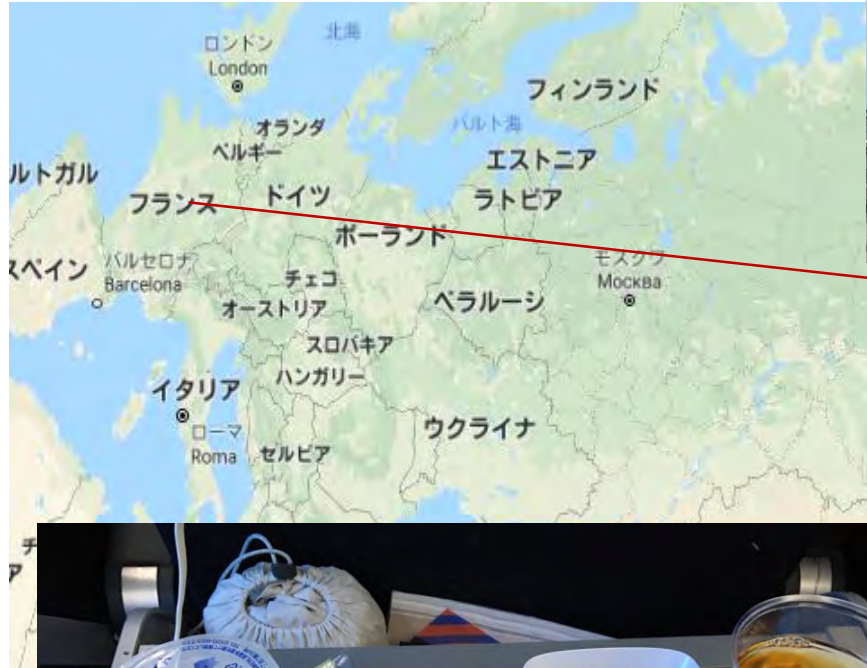 北海
ロンドン
London
フィンランド
オランダ
バルト海
ベルギー
エストニア
ルトガル
ドイツ
ラトビア
フランス
ポーランド
モスクワ
Москва
スペイン
バルセロナ
Barcelona
チェコ
ベラルーシ
オーストリア
スロバキア
ハンガリー
イタリア
ローマ
Roma
ウクライナ
セルビア
チ
ア